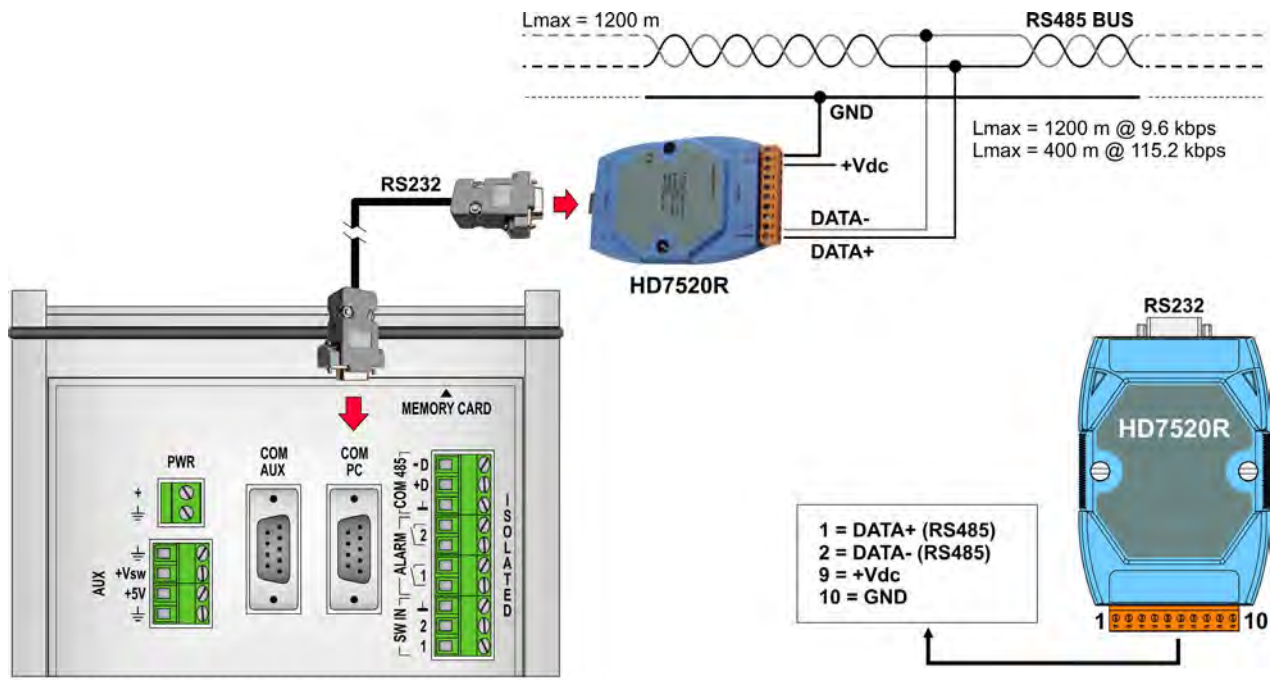 Lmax = 1200 m
RS485 BUS
GND
Lmax = 1200 m @ 9.6 kbps
Lmax = 400 m @ 115.2 kbps
+Vdc
RS232
DATA-
DATA+
HD7520R
RS232
HD7520R
MEMORY CARD
PWR
COM
AUX
COM
PC
COM 485
-D
+D
ALARM
2
1
SW IN
2
1
ISOLATED
+
AUX
+Vsw
+5V
1 = DATA+ (RS485)
2 = DATA- (RS485)
9 = +Vdc
10 = GND
1
10